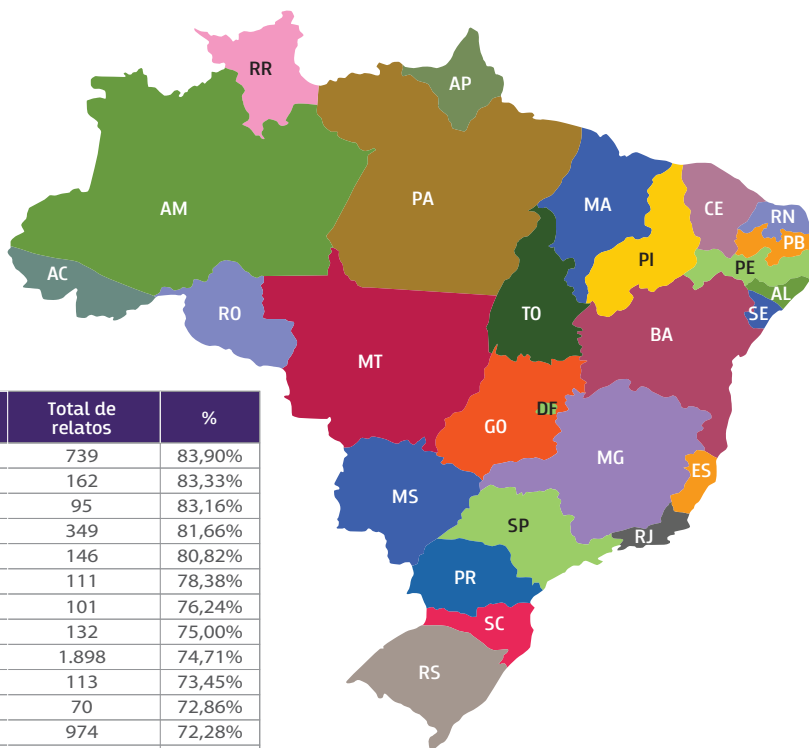 RR
AP
AM
PA
MA
CE
RN
PB
PI
PE
AL
SE
AC
RO
TO
BA
MT
DF
GO
MG
ES
MS
SP
RJ
PR
SC
RS
Total de relatos %
739 83,90%
162 83,33%
95 83,16%
349 81,66%
146 80,82%
111 78,38%
101 76,24%
132 75,00%
1.898 74,71%
113 73,45%
70 72,86%
974 72,28%